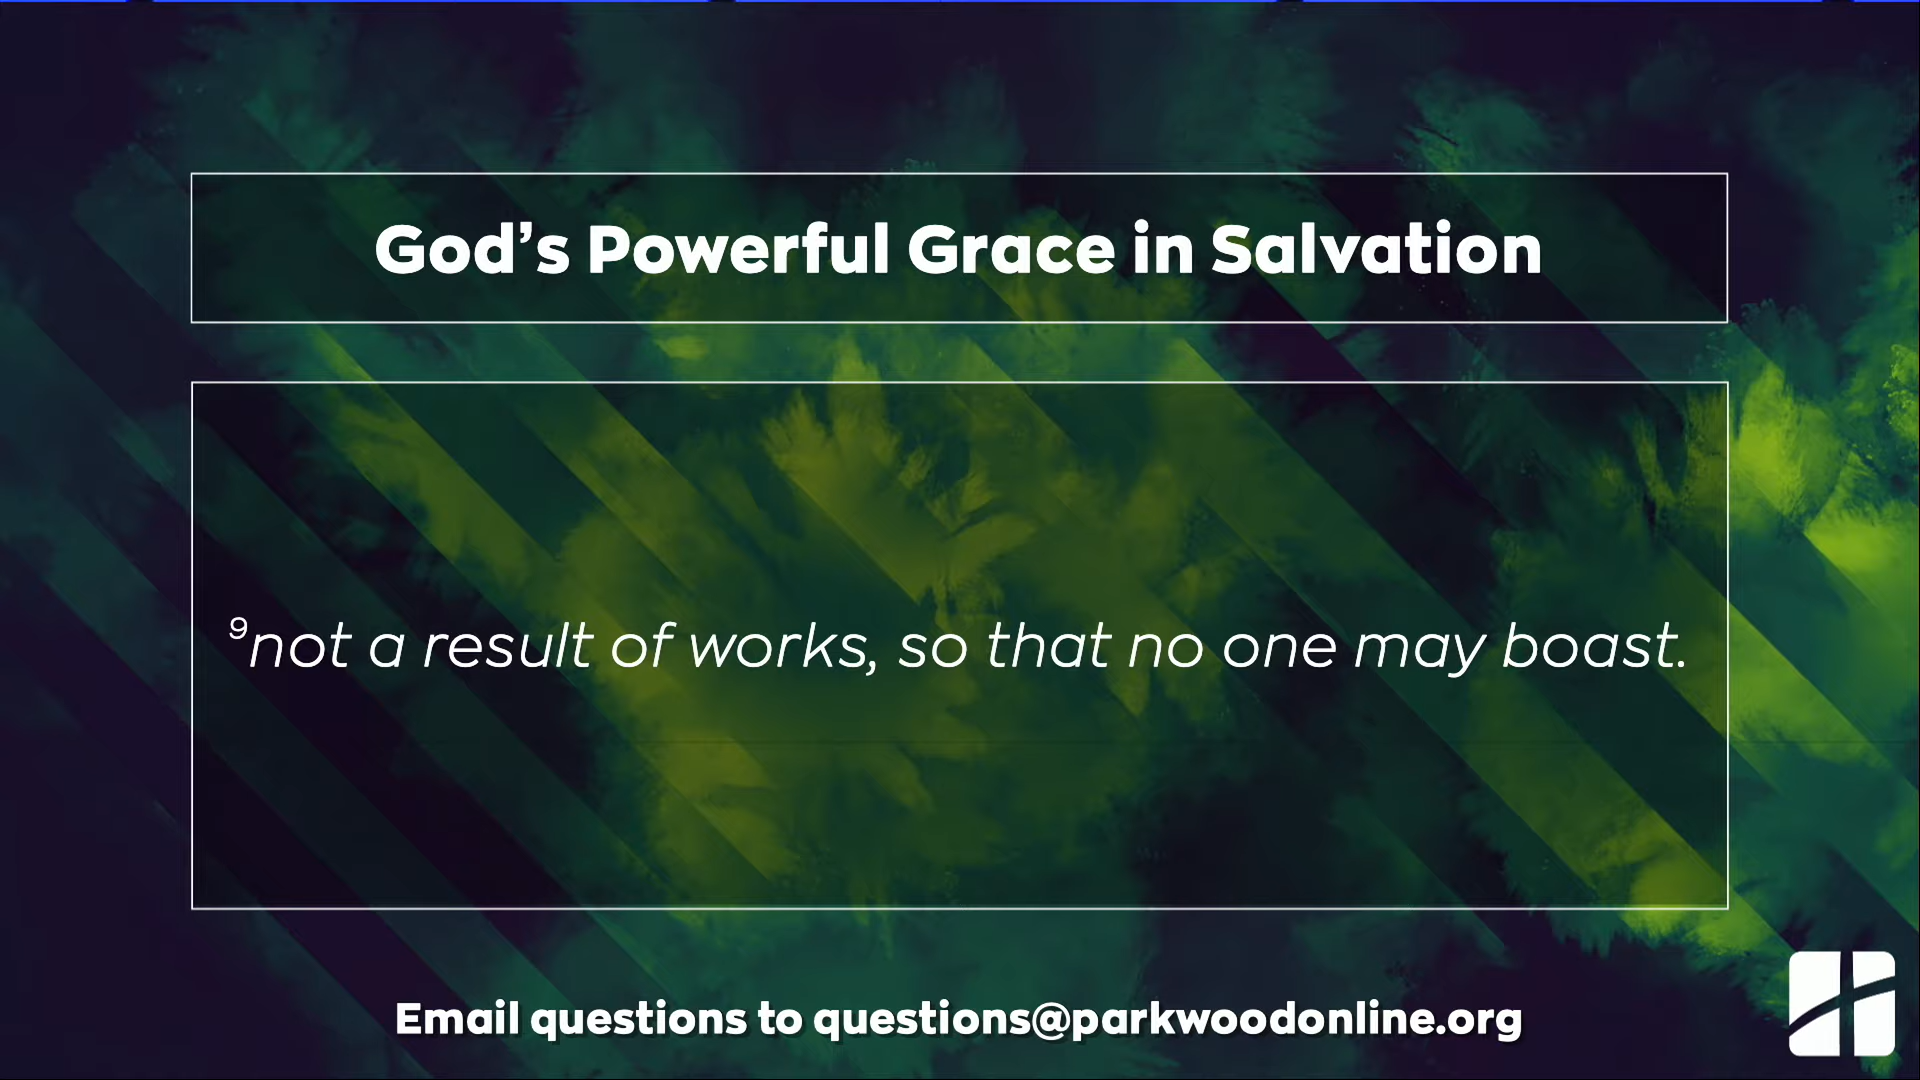 God’s Powerful Grace in Salvation
⁹not a result of works, so that no one may boast.
Email questions to questions@parkwoodonline.org